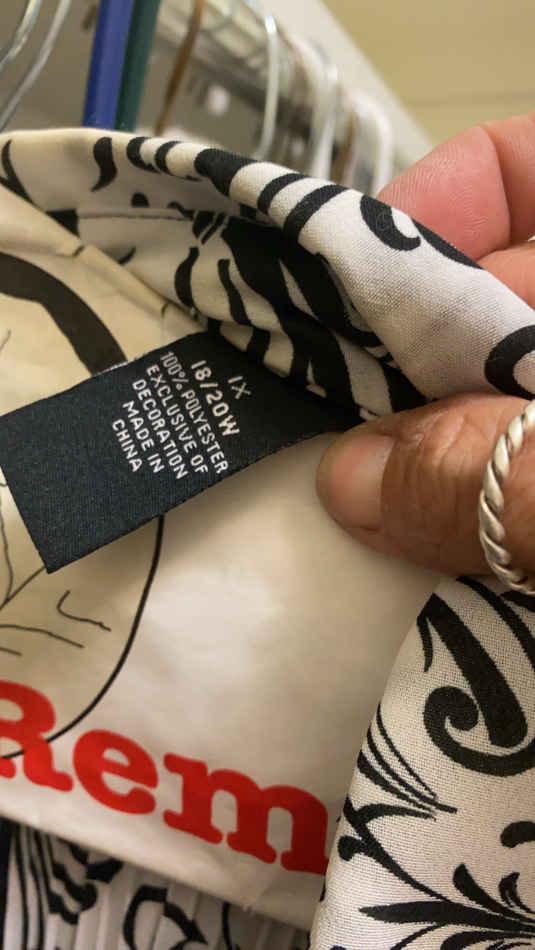 1X
18/20W
100% POLYESTER
EXCLUSIVE OF
DECORATION
MADE IN
CHINA
Rem